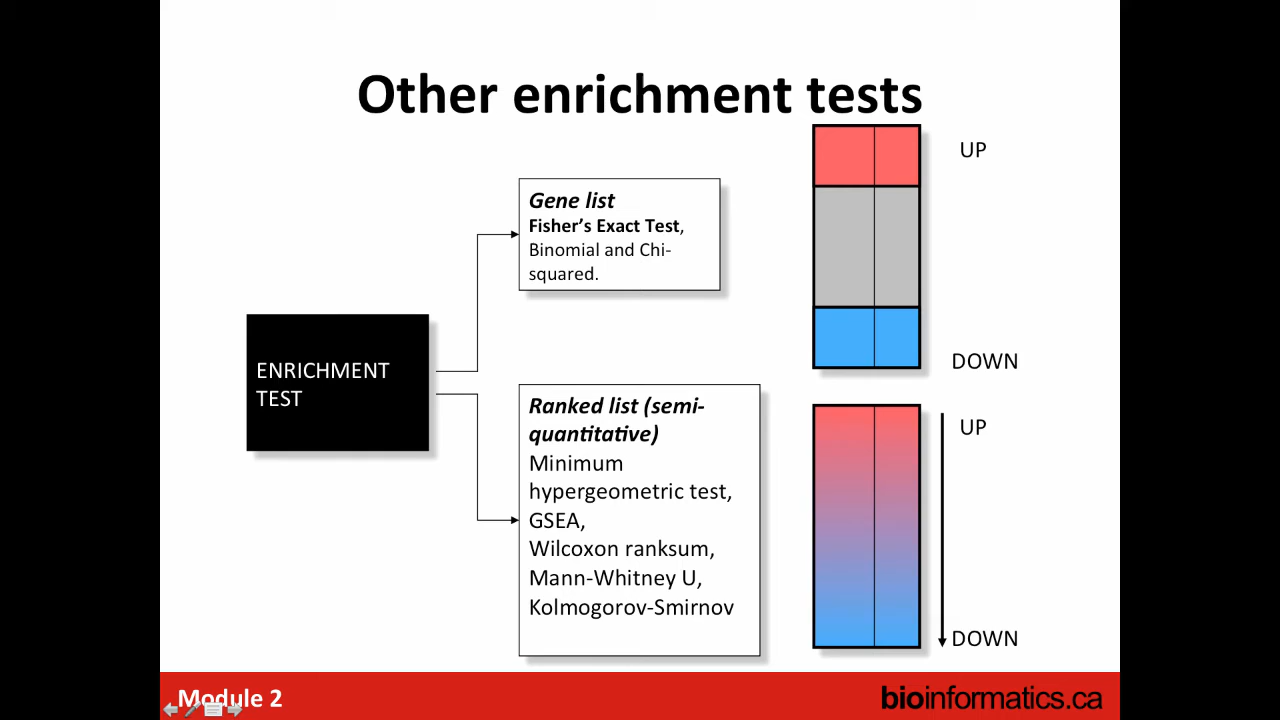 Other enrichment tests
UP
Gene list
Fisher's Exact Test,
Binomial and Chi-
squared.
DOWN
ENRICHMENT
TEST
Ranked list (semi-
quantitative)
Minimum
hypergeometric test,
GSEA,
Wilcoxon ranksum,
Mann-Whitney U,
Kolmogorov-Smirnov
UP
DOWN
Module 2
bioinformatics.ca